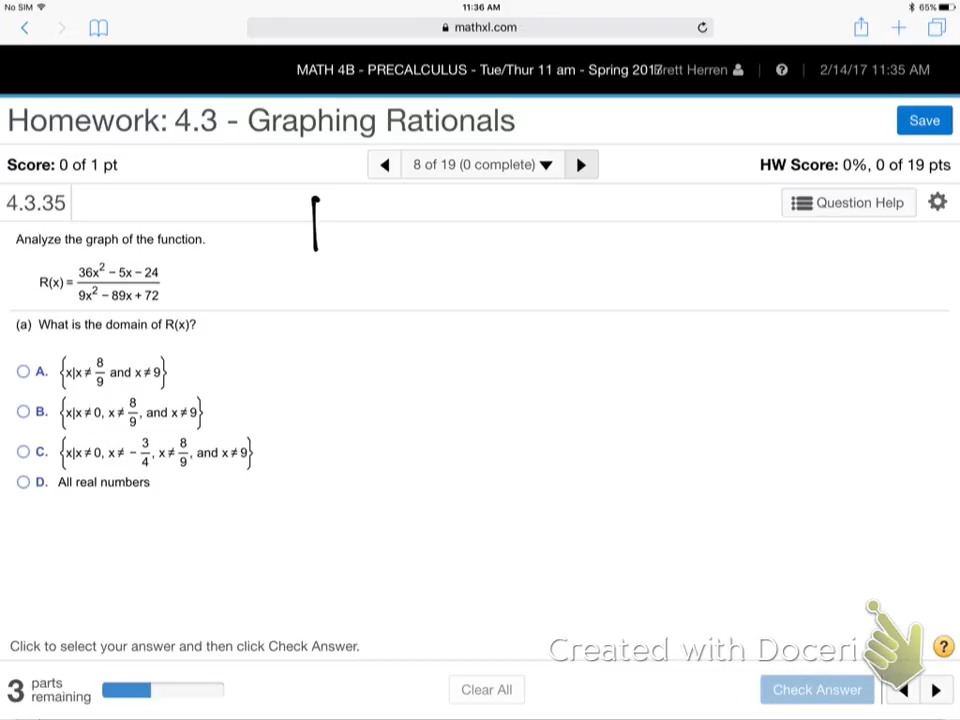 No SIM 11:36 AM 65%
mathxl.com
MATH 4B - PRECALCULUS - Tue/Thur 11 am - Spring 2017 Brett Herren ? 2/14/17 11:35 AM
Homework: 4.3 - Graphing Rationals Save
Score: 0 of 1 pt 8 of 19 (0 complete) HW Score: 0%, 0 of 19 pts
4.3.35 Question Help
Analyze the graph of the function.
R(x) = (36x² − 5x − 24)/(9x² − 89x + 72)
(a) What is the domain of R(x)?
A. {x|x ≠ 8/9 and x ≠ 9}
B. {x|x ≠ 0, x ≠ 8/9, and x ≠ 9}
C. {x|x ≠ 0, x ≠ − 3/4, x ≠ 8/9, and x ≠ 9}
D. All real numbers
Click to select your answer and then click Check Answer.
Created with Doceri
?
3 parts remaining Clear All Check Answer